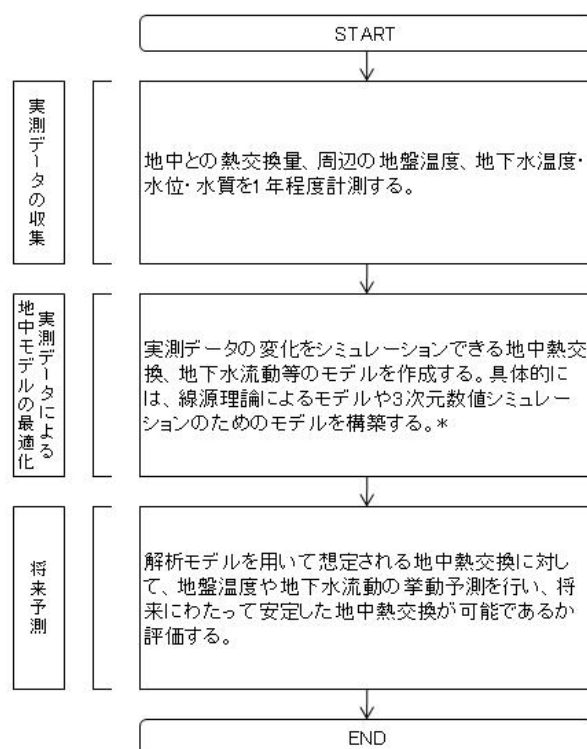 START
実測データの収集
地中との熱交換量、周辺の地盤温度、地下水温度・
水位・水質を1年程度計測する。
実測データによる
地中モデルの最適化
実測データの変化をシミュレーションできる地中熱交
換、地下水流動等のモデルを作成する。具体的に
は、線源理論によるモデルや3次元数値シミュレー
ションのためのモデルを構築する。*
将来予測
解析モデルを用いて想定される地中熱交換に対し
て、地盤温度や地下水流動の挙動予測を行い、将
来にわたって安定した地中熱交換が可能であるか
評価する。
END